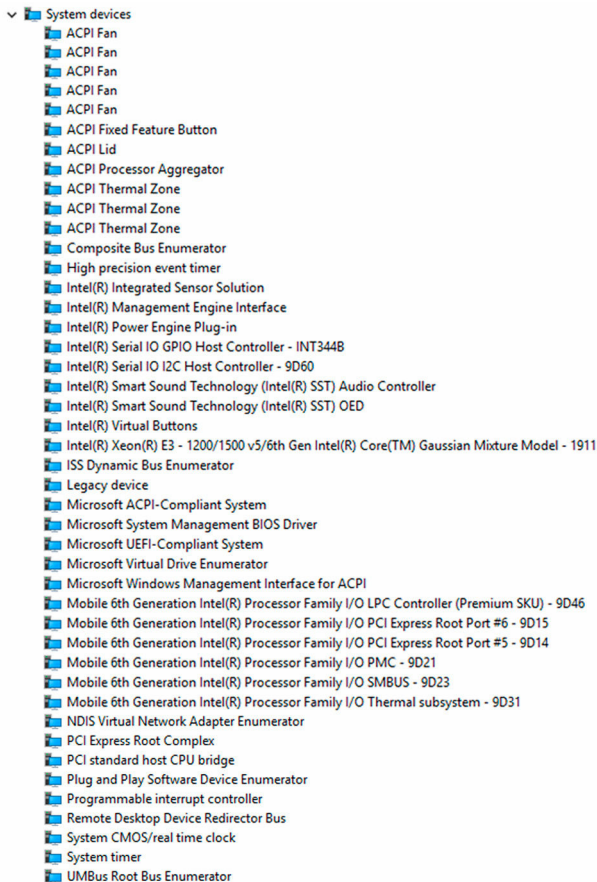 System devices
ACPI Fan
ACPI Fan
ACPI Fan
ACPI Fan
ACPI Fan
ACPI Fixed Feature Button
ACPI Lid
ACPI Processor Aggregator
ACPI Thermal Zone
ACPI Thermal Zone
ACPI Thermal Zone
Composite Bus Enumerator
High precision event timer
Intel(R) Integrated Sensor Solution
Intel(R) Management Engine Interface
Intel(R) Power Engine Plug-in
Intel(R) Serial IO GPIO Host Controller - INT344B
Intel(R) Serial IO I2C Host Controller - 9D60
Intel(R) Smart Sound Technology (Intel(R) SST) Audio Controller
Intel(R) Smart Sound Technology (Intel(R) SST) OED
Intel(R) Virtual Buttons
Intel(R) Xeon(R) E3 - 1200/1500 v5/6th Gen Intel(R) Core(TM) Gaussian Mixture Model - 1911
ISS Dynamic Bus Enumerator
Legacy device
Microsoft ACPI-Compliant System
Microsoft System Management BIOS Driver
Microsoft UEFI-Compliant System
Microsoft Virtual Drive Enumerator
Microsoft Windows Management Interface for ACPI
Mobile 6th Generation Intel(R) Processor Family I/O LPC Controller (Premium SKU) - 9D46
Mobile 6th Generation Intel(R) Processor Family I/O PCI Express Root Port #6 - 9D15
Mobile 6th Generation Intel(R) Processor Family I/O PCI Express Root Port #5 - 9D14
Mobile 6th Generation Intel(R) Processor Family I/O PMC - 9D21
Mobile 6th Generation Intel(R) Processor Family I/O SMBUS - 9D23
Mobile 6th Generation Intel(R) Processor Family I/O Thermal subsystem - 9D31
NDIS Virtual Network Adapter Enumerator
PCI Express Root Complex
PCI standard host CPU bridge
Plug and Play Software Device Enumerator
Programmable interrupt controller
Remote Desktop Device Redirector Bus
System CMOS/real time clock
System timer
UMBus Root Bus Enumerator